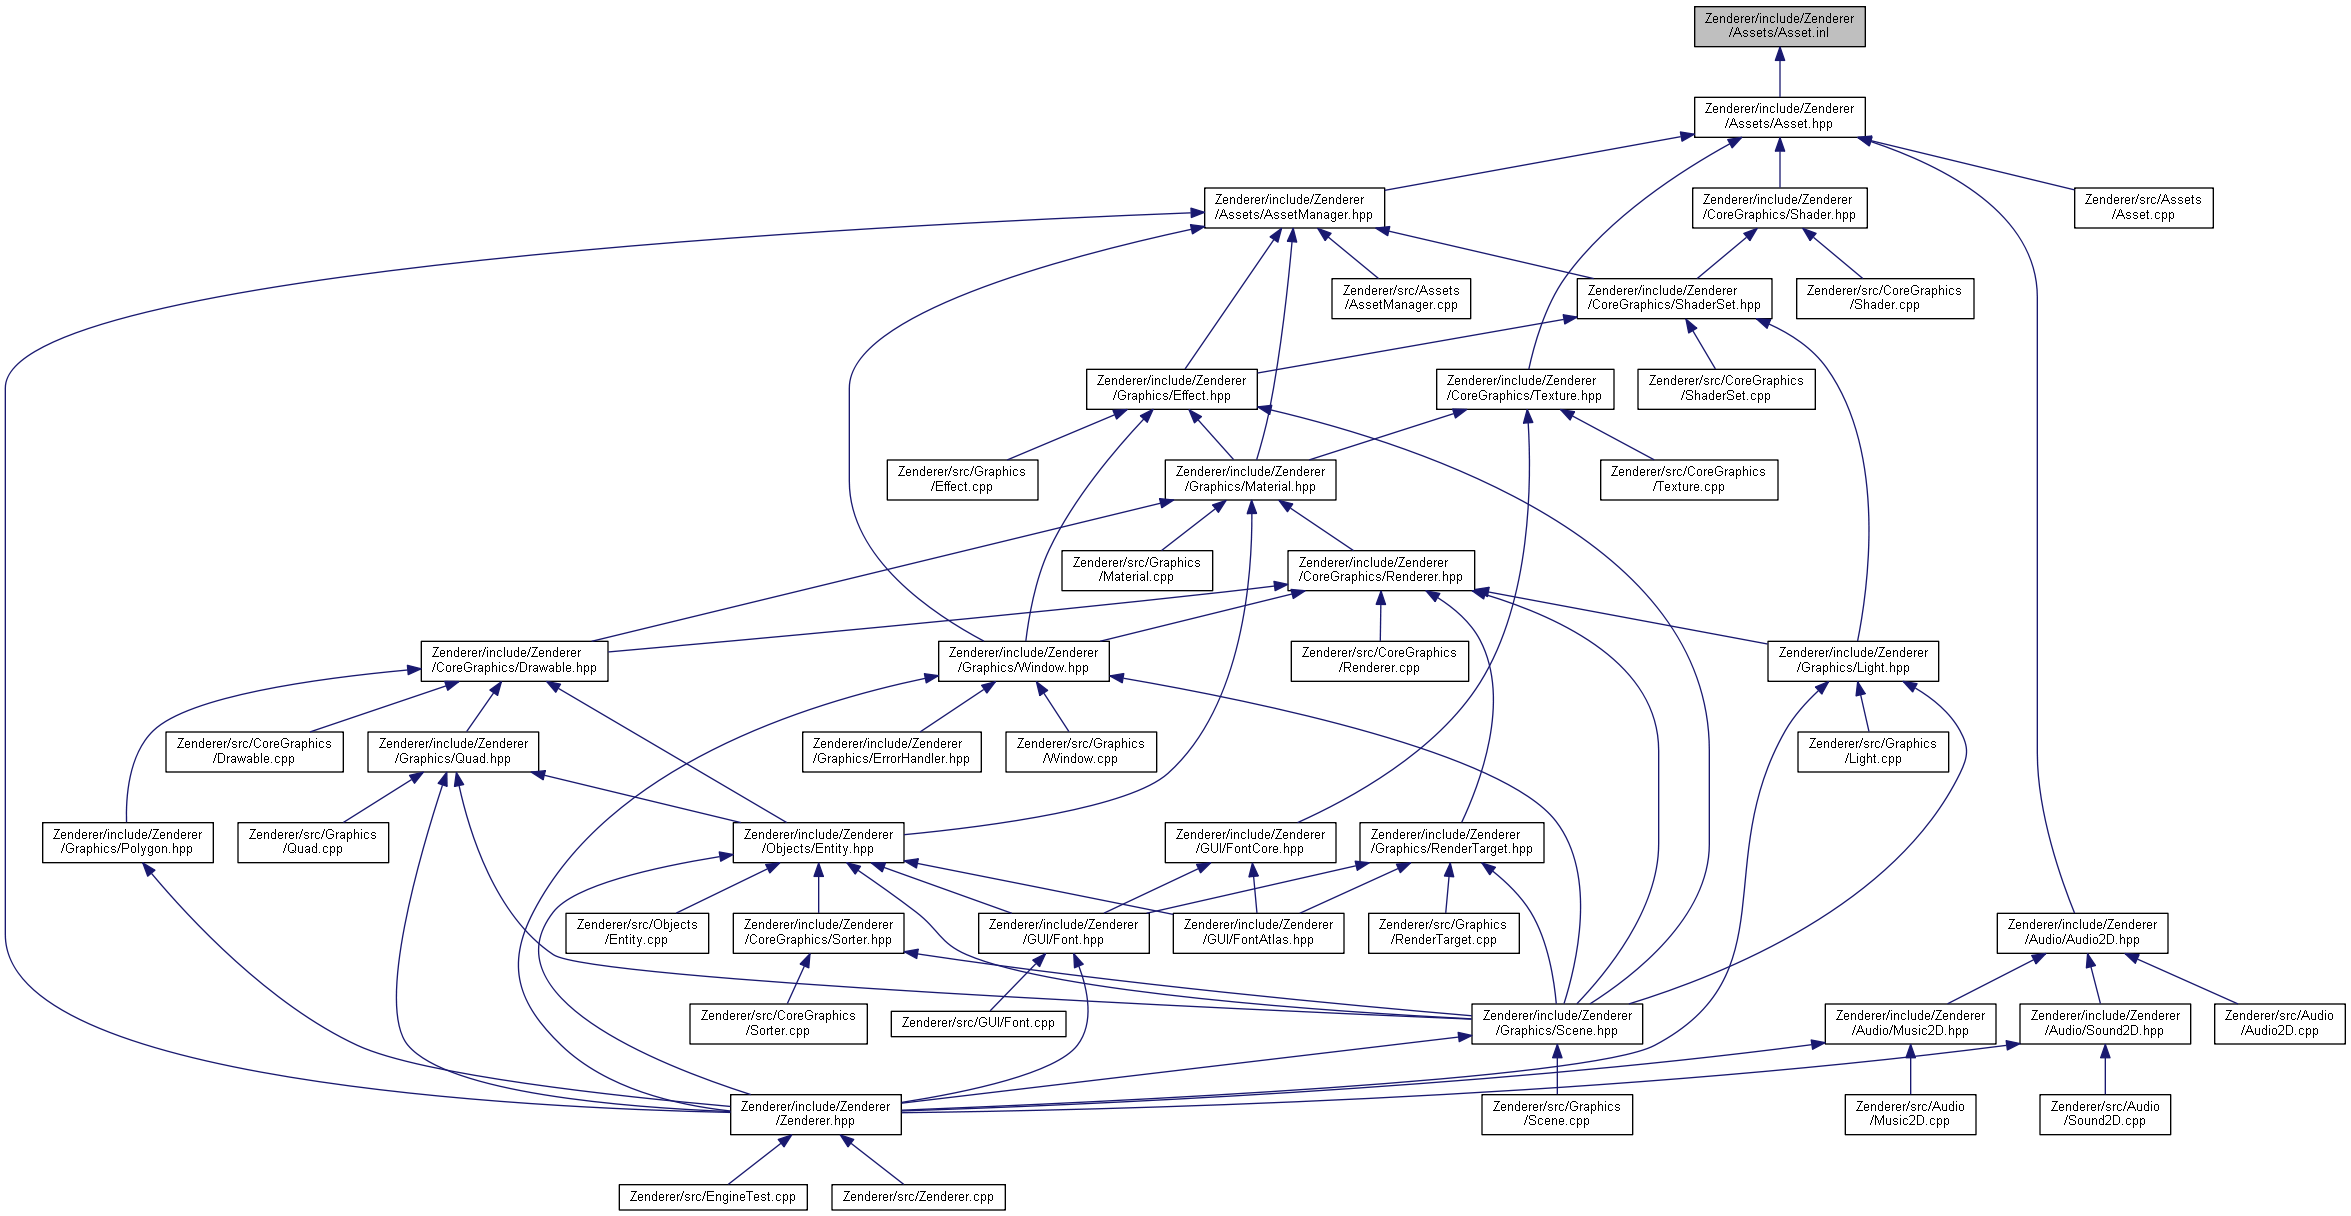 Zenderer/include/Zenderer
/Assets/Asset.inl
Zenderer/include/Zenderer
/Assets/Asset.hpp
Zenderer/include/Zenderer
/Assets/AssetManager.hpp
Zenderer/include/Zenderer
/CoreGraphics/Shader.hpp
Zenderer/src/Assets
/Asset.cpp
Zenderer/src/Assets
/AssetManager.cpp
Zenderer/include/Zenderer
/CoreGraphics/ShaderSet.hpp
Zenderer/src/CoreGraphics
/Shader.cpp
Zenderer/include/Zenderer
/Graphics/Effect.hpp
Zenderer/include/Zenderer
/CoreGraphics/Texture.hpp
Zenderer/src/CoreGraphics
/ShaderSet.cpp
Zenderer/src/Graphics
/Effect.cpp
Zenderer/include/Zenderer
/Graphics/Material.hpp
Zenderer/src/CoreGraphics
/Texture.cpp
Zenderer/src/Graphics
/Material.cpp
Zenderer/include/Zenderer
/CoreGraphics/Renderer.hpp
Zenderer/include/Zenderer
/CoreGraphics/Drawable.hpp
Zenderer/include/Zenderer
/Graphics/Window.hpp
Zenderer/src/CoreGraphics
/Renderer.cpp
Zenderer/include/Zenderer
/Graphics/Light.hpp
Zenderer/src/CoreGraphics
/Drawable.cpp
Zenderer/include/Zenderer
/Graphics/Quad.hpp
Zenderer/include/Zenderer
/Graphics/ErrorHandler.hpp
Zenderer/src/Graphics
/Window.cpp
Zenderer/src/Graphics
/Light.cpp
Zenderer/include/Zenderer
/Graphics/Polygon.hpp
Zenderer/src/Graphics
/Quad.cpp
Zenderer/include/Zenderer
/Objects/Entity.hpp
Zenderer/include/Zenderer
/GUI/FontCore.hpp
Zenderer/include/Zenderer
/Graphics/RenderTarget.hpp
Zenderer/src/Objects
/Entity.cpp
Zenderer/include/Zenderer
/CoreGraphics/Sorter.hpp
Zenderer/include/Zenderer
/GUI/Font.hpp
Zenderer/include/Zenderer
/GUI/FontAtlas.hpp
Zenderer/src/Graphics
/RenderTarget.cpp
Zenderer/include/Zenderer
/Audio/Audio2D.hpp
Zenderer/src/CoreGraphics
/Sorter.cpp
Zenderer/src/GUI/Font.cpp
Zenderer/include/Zenderer
/Graphics/Scene.hpp
Zenderer/include/Zenderer
/Audio/Music2D.hpp
Zenderer/include/Zenderer
/Audio/Sound2D.hpp
Zenderer/src/Audio
/Audio2D.cpp
Zenderer/include/Zenderer
/Zenderer.hpp
Zenderer/src/Graphics
/Scene.cpp
Zenderer/src/Audio
/Music2D.cpp
Zenderer/src/Audio
/Sound2D.cpp
Zenderer/src/EngineTest.cpp
Zenderer/src/Zenderer.cpp